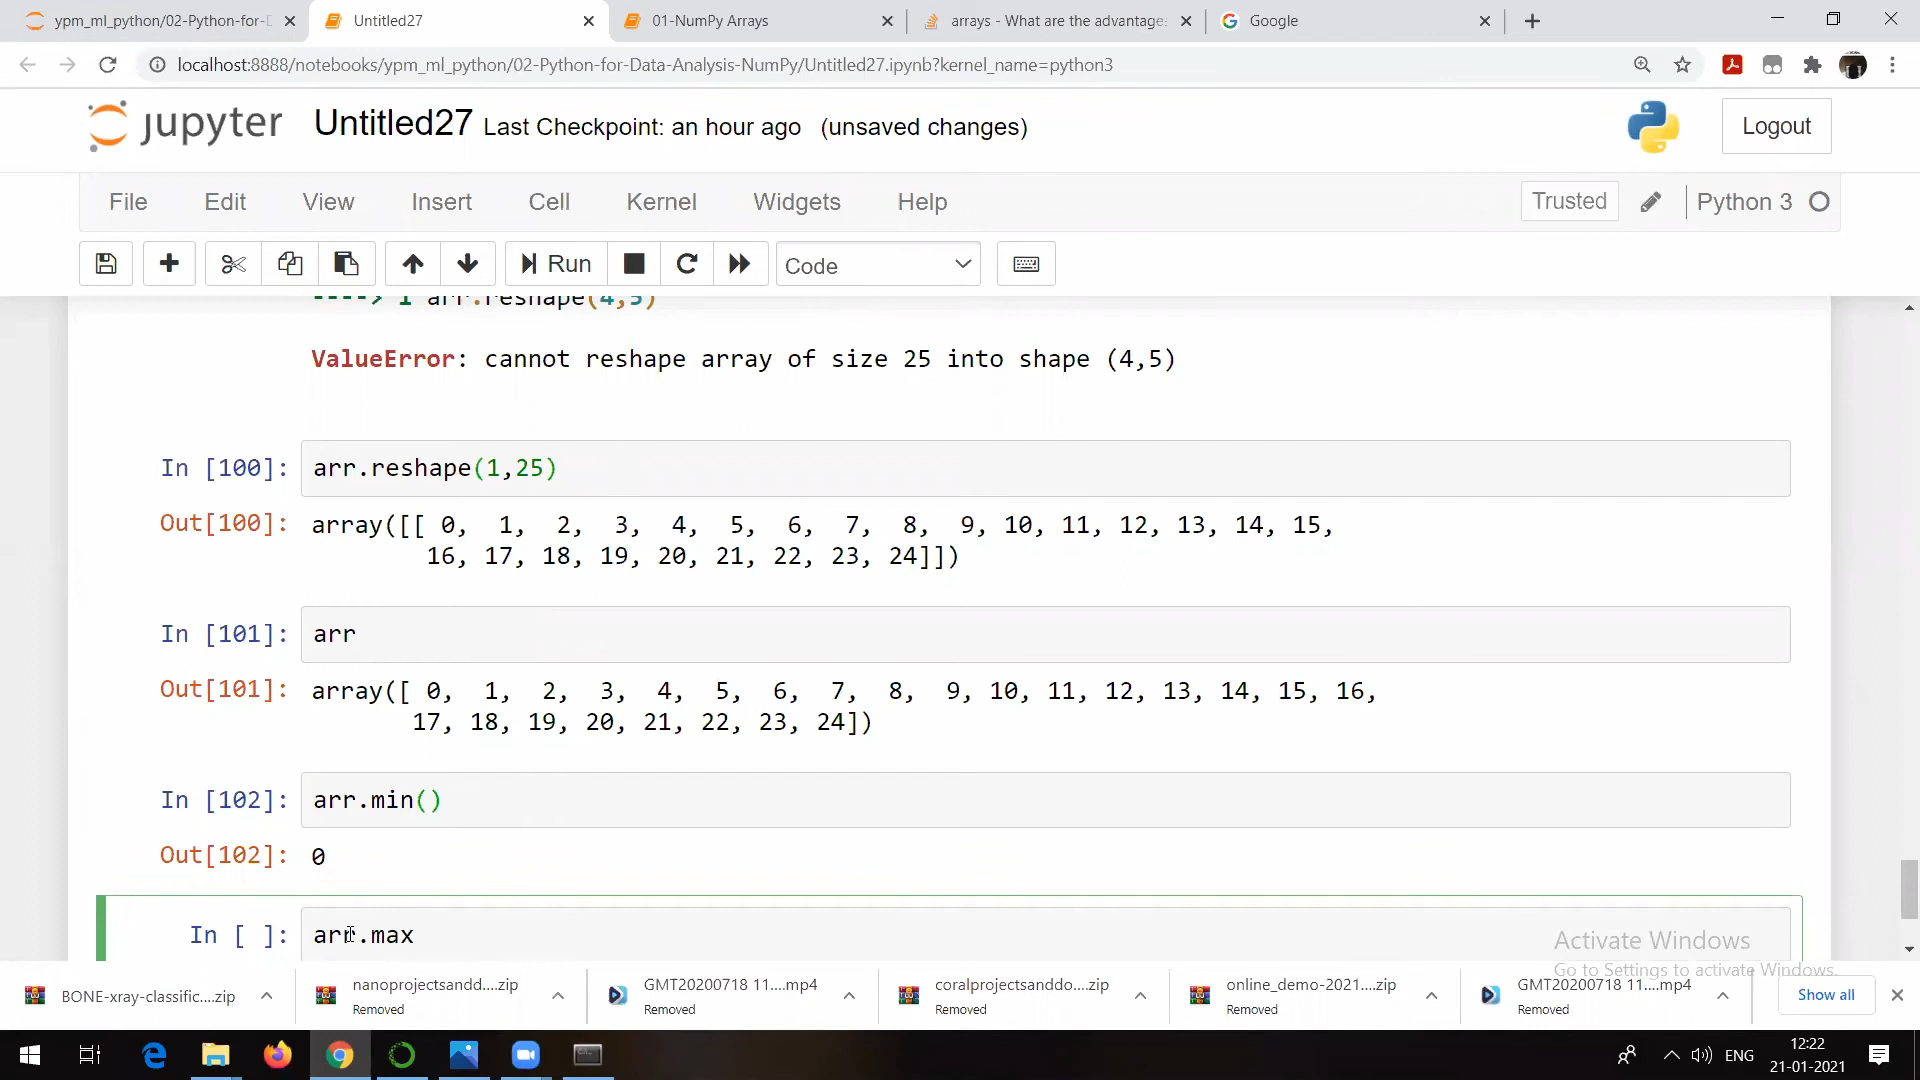 ypm_ml_python/02-Python-for-D
Untitled27
01-NumPy Arrays
arrays - What are the advantage
Google
localhost:8888/notebooks/ypm_ml_python/02-Python-for-Data-Analysis-NumPy/Untitled27.ipynb?kernel_name=python3
jupyter Untitled27 Last Checkpoint: an hour ago (unsaved changes)
Logout
File Edit View Insert Cell Kernel Widgets Help
Trusted
Python 3
Run
Code
----> 1 arr.reshape(4,5)
ValueError: cannot reshape array of size 25 into shape (4,5)
In [100]: arr.reshape(1,25)
Out[100]: array([[ 0, 1, 2, 3, 4, 5, 6, 7, 8, 9, 10, 11, 12, 13, 14, 15,
16, 17, 18, 19, 20, 21, 22, 23, 24]])
In [101]: arr
Out[101]: array([ 0, 1, 2, 3, 4, 5, 6, 7, 8, 9, 10, 11, 12, 13, 14, 15, 16,
17, 18, 19, 20, 21, 22, 23, 24])
In [102]: arr.min()
Out[102]: 0
In [ ]: arr.max
Activate Windows
Go to Settings to activate Windows.
BONE-xray-classific....zip
nanoprojectsandd....zip
Removed
GMT20200718 11....mp4
Removed
coralprojectsanddo....zip
Removed
online_demo-2021....zip
Removed
GMT20200718 11....mp4
Removed
Show all
ENG
12:22
21-01-2021